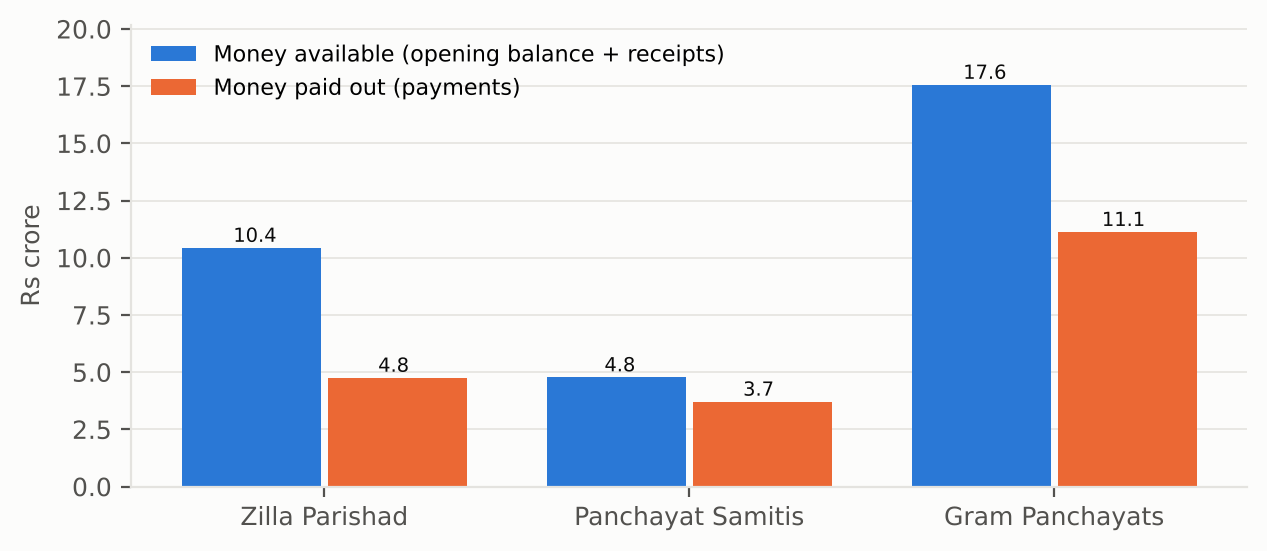 20.0
17.5
15.0
12.5
10.0
7.5
5.0
2.5
0.0
Rs crore
Money available (opening balance + receipts)
Money paid out (payments)
10.4
4.8
4.8
3.7
17.6
11.1
Zilla Parishad
Panchayat Samitis
Gram Panchayats